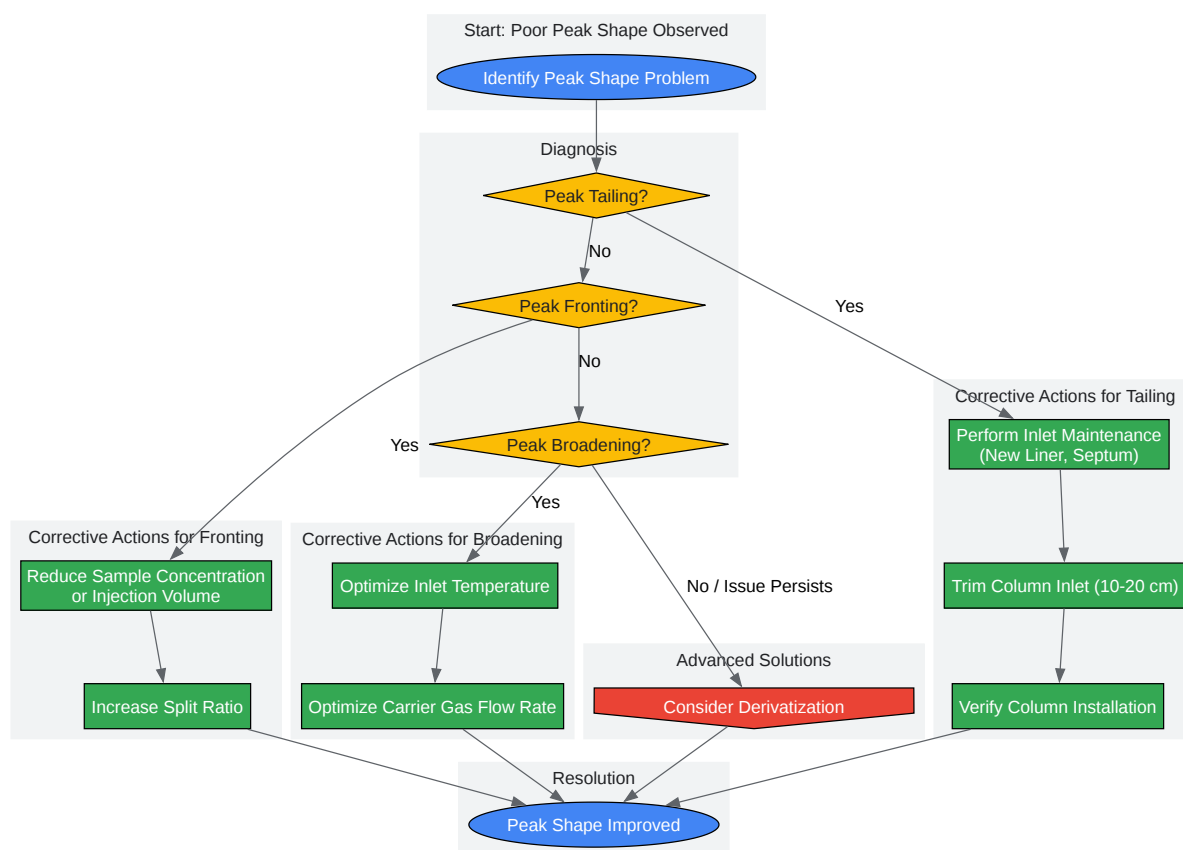 Start: Poor Peak Shape Observed
Identify Peak Shape Problem
Diagnosis
Peak Tailing?
No
Peak Fronting?
Yes
No
Corrective Actions for Tailing
Perform Inlet Maintenance
(New Liner, Septum)
Yes
Peak Broadening?
Yes
Corrective Actions for Fronting
Corrective Actions for Broadening
Reduce Sample Concentration
or Injection Volume
Optimize Inlet Temperature
No / Issue Persists
Trim Column Inlet (10-20 cm)
Advanced Solutions
Increase Split Ratio
Optimize Carrier Gas Flow Rate
Consider Derivatization
Verify Column Installation
Resolution
Peak Shape Improved